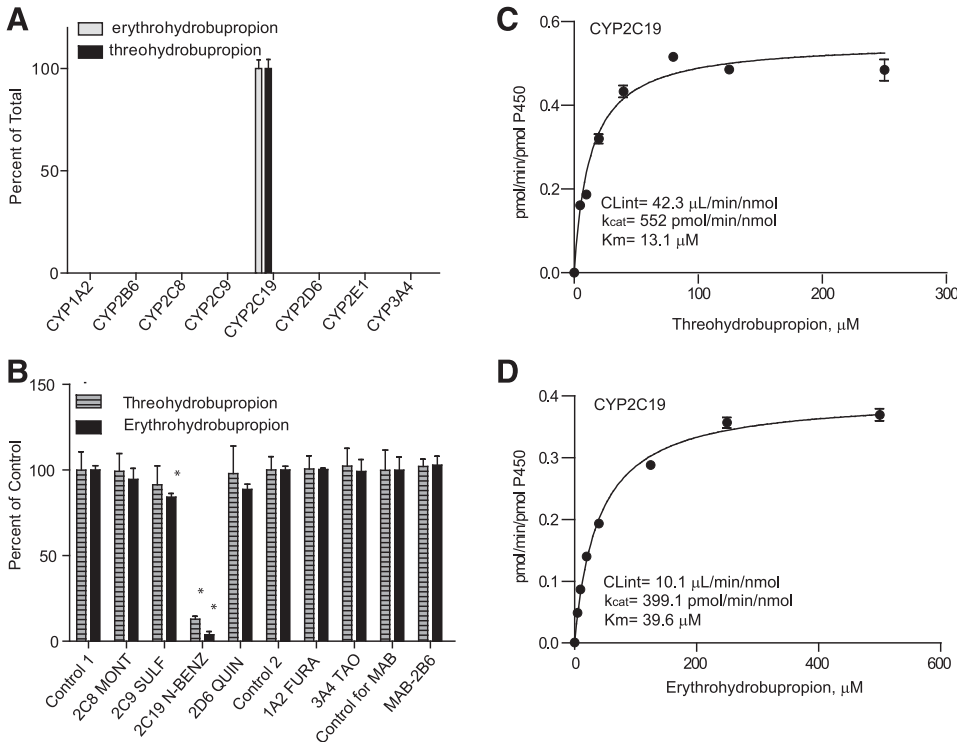 A
erythrohydrobupropion
threohydrobupropion
Percent of Total
100
50
0
CYP1A2
CYP2B6
CYP2C8
CYP2C9
CYP2C19
CYP2D6
CYP2E1
CYP3A4
B
Threohydrobupropion
Erythrohydrobupropion
Percent of Control
150
100
50
0
*
*
*
Control 1
2C8 MONT
2C9 SULF
2C19 N-BENZ
2D6 QUIN
Control 2
1A2 FURA
3A4 TAO
Control for MAB
MAB-2B6
C
CYP2C19
pmol/min/pmol P450
0.6
0.4
0.2
0.0
CLint= 42.3 μL/min/nmol
kcat= 552 pmol/min/nmol
Km= 13.1 μM
0
100
200
300
Threohydrobupropion, μM
D
CYP2C19
pmol/min/pmol P450
0.4
0.3
0.2
0.1
0.0
CLint= 10.1 μL/min/nmol
kcat= 399.1 pmol/min/nmol
Km= 39.6 μM
0
200
400
600
Erythrohydrobupropion, μM